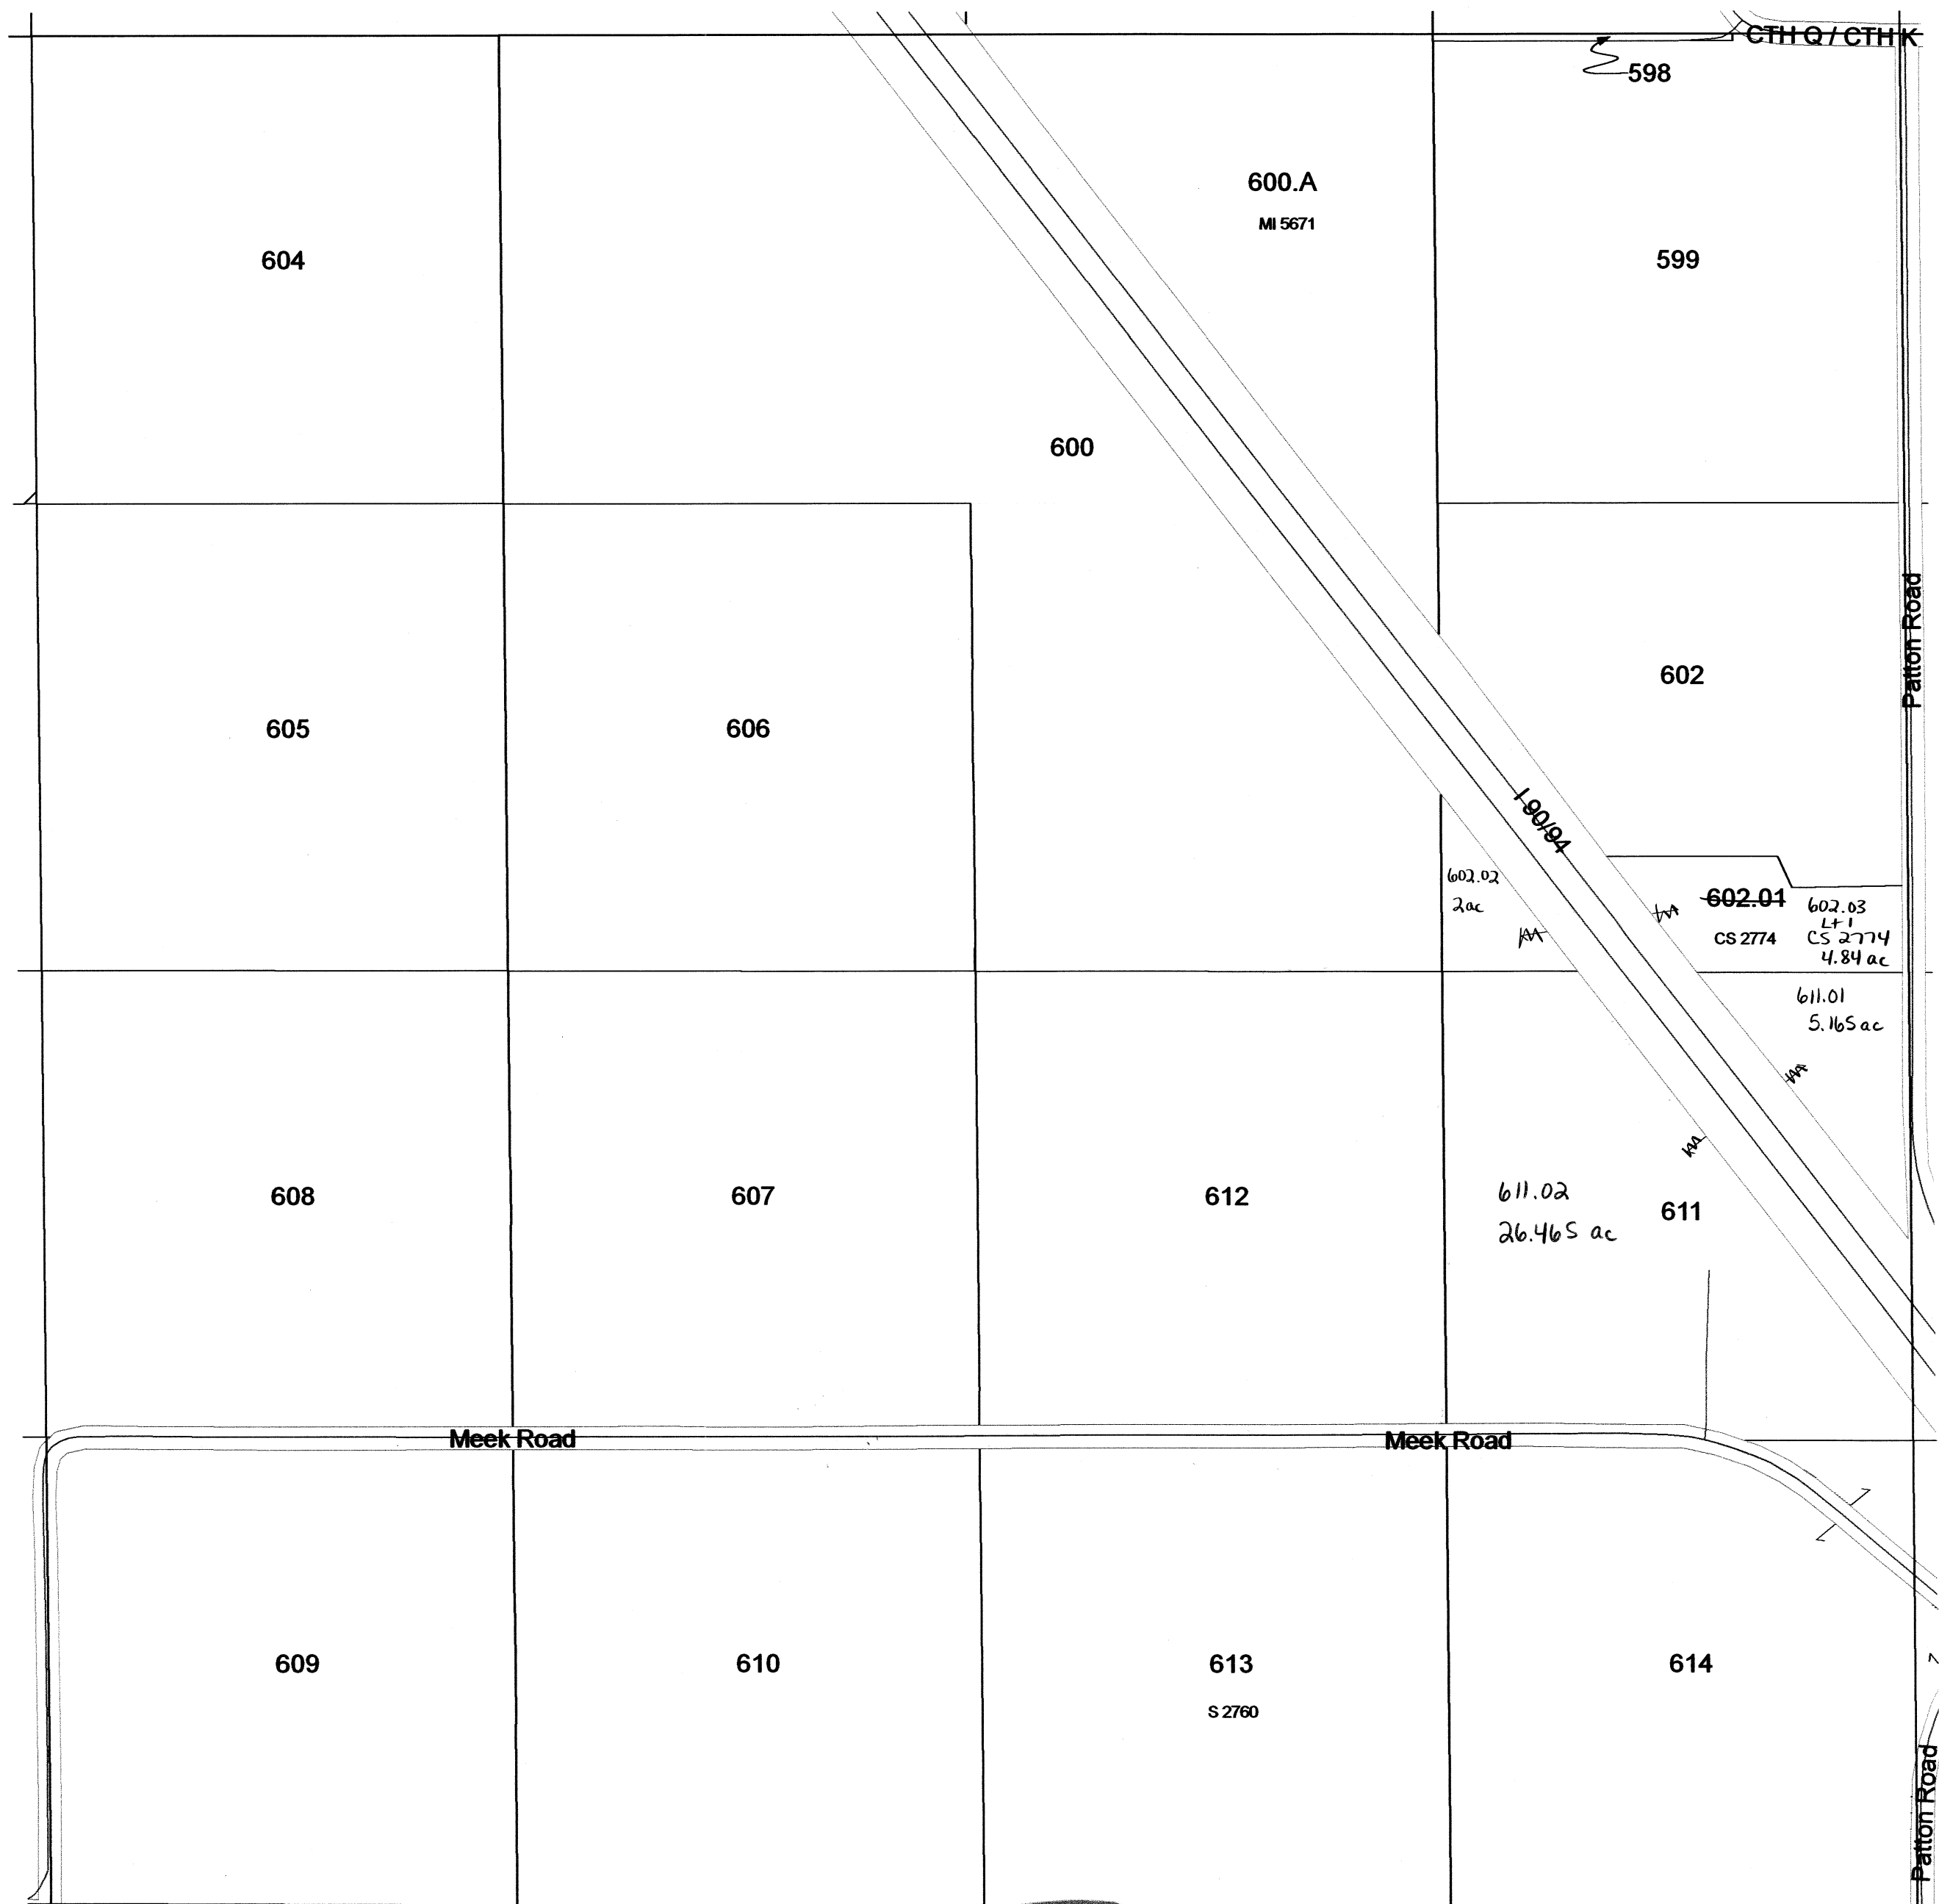 CTH Q / CTH K
598
600.A
MI 5671
604
599
600
Patton Road
602
605
606
I 90/94
602.02
2ac
602.01
CS 2774
602.03
Lt 1
CS 2774
4.84 ac
611.01
5.165 ac
608
607
612
611.02
26.465 ac
611
Meek Road
Meek Road
609
610
613
S 2760
614
Patton Road